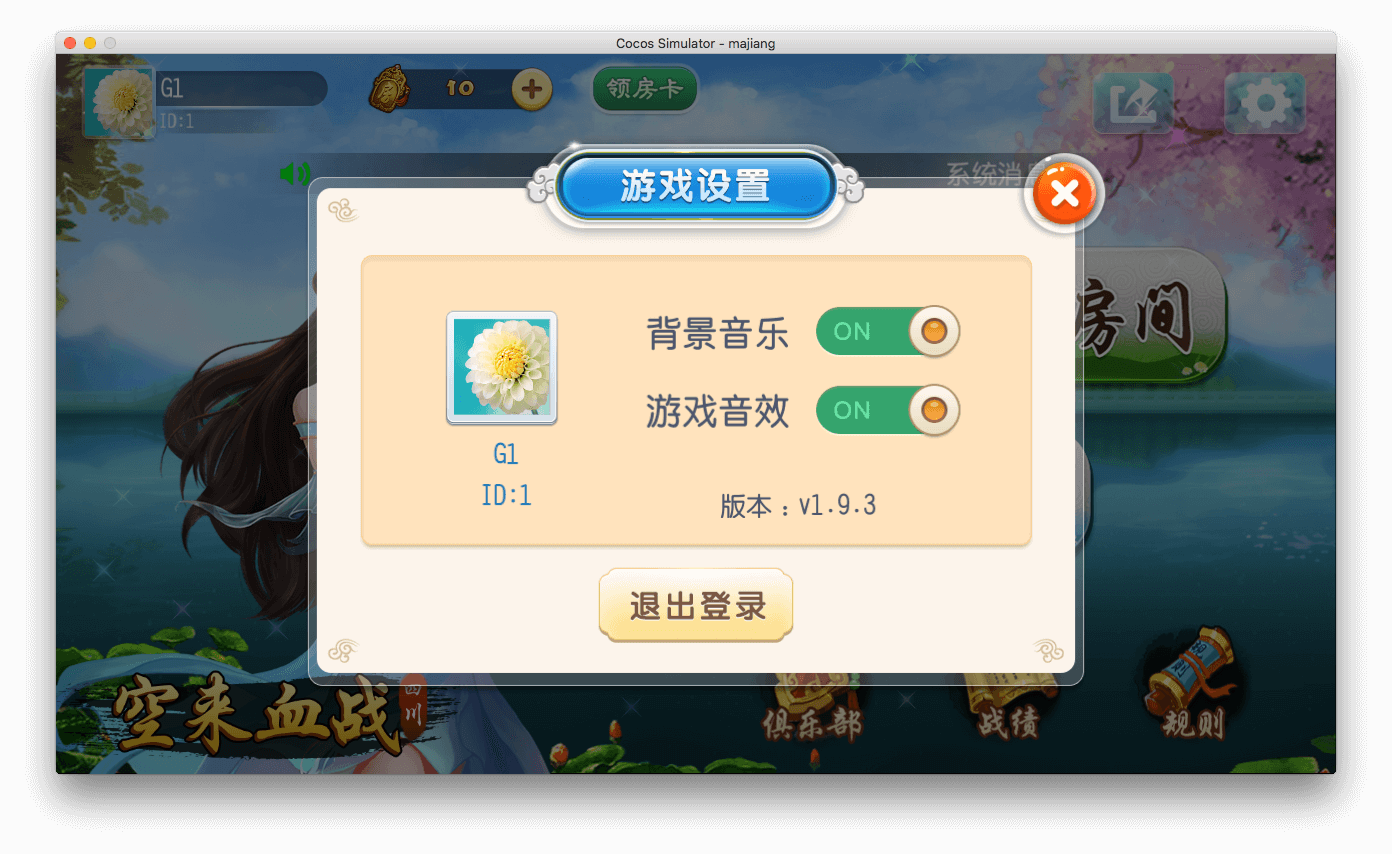 Cocos Simulator - majiang
G1
ID:1
10
领房卡
系统消
游戏设置
房间
背景音乐 ON
游戏音效 ON
G1
ID:1
版本：v1.9.3
退出登录
空来血战
四川
俱乐部
战绩
规则